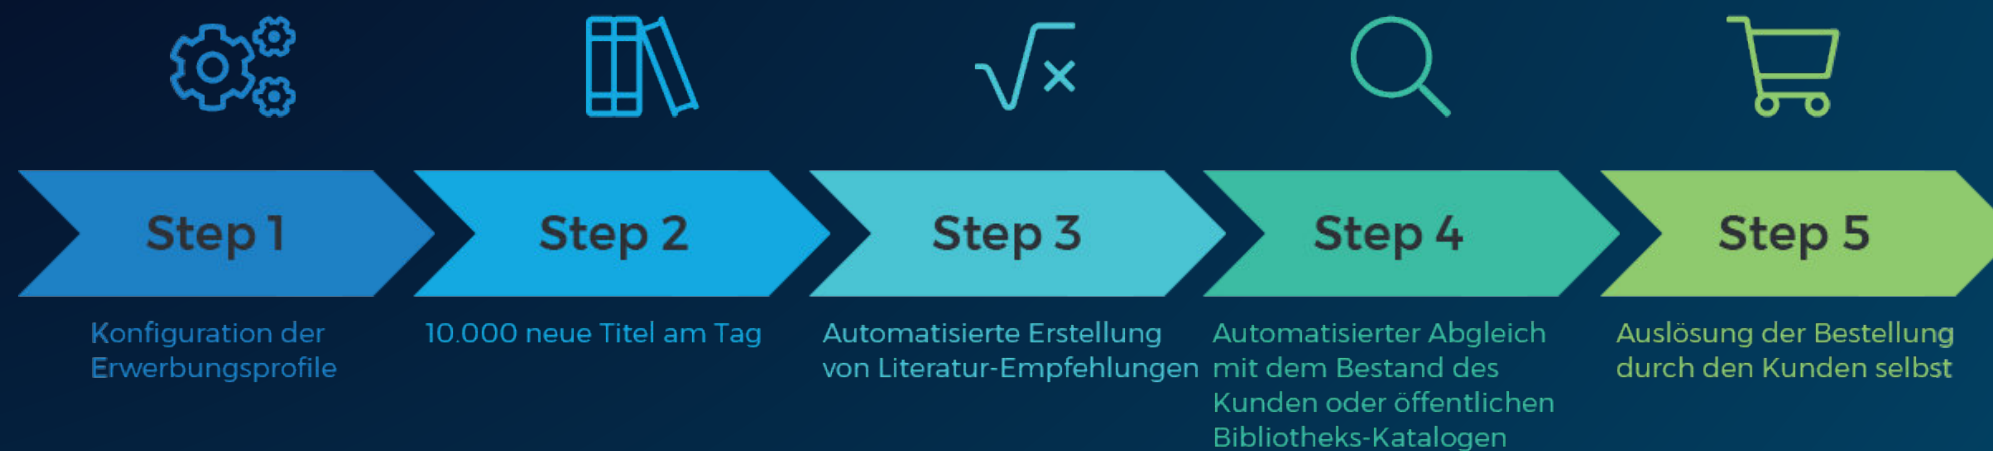 Step 1
Step 2
Step 3
Step 4
Step 5
Konfiguration der
Erwerbungsprofile
10.000 neue Titel am Tag
Automatisierte Erstellung
von Literatur-Empfehlungen
Automatisierter Abgleich
mit dem Bestand des
Kunden oder öffentlichen
Bibliotheks-Katalogen
Auslösung der Bestellung
durch den Kunden selbst